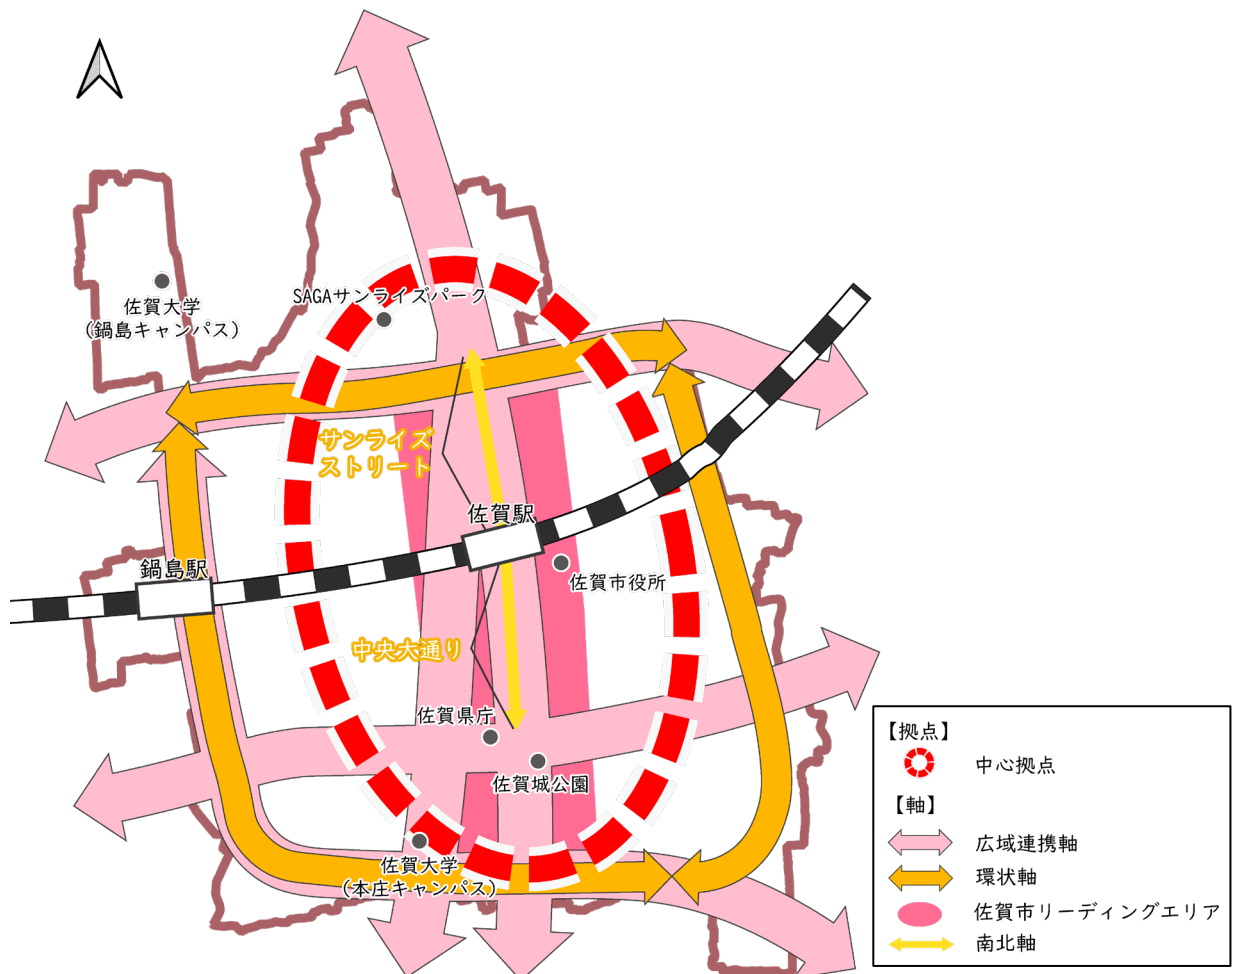 佐賀大学
(鍋島キャンパス)
SAGAサンライズパーク
サンライズ
ストリート
佐賀駅
鍋島駅
佐賀市役所
中央大通り
佐賀県庁
佐賀城公園
佐賀大学
(本庄キャンパス)
【拠点】
中心拠点
【軸】
広域連携軸
環状軸
佐賀市リーディングエリア
南北軸